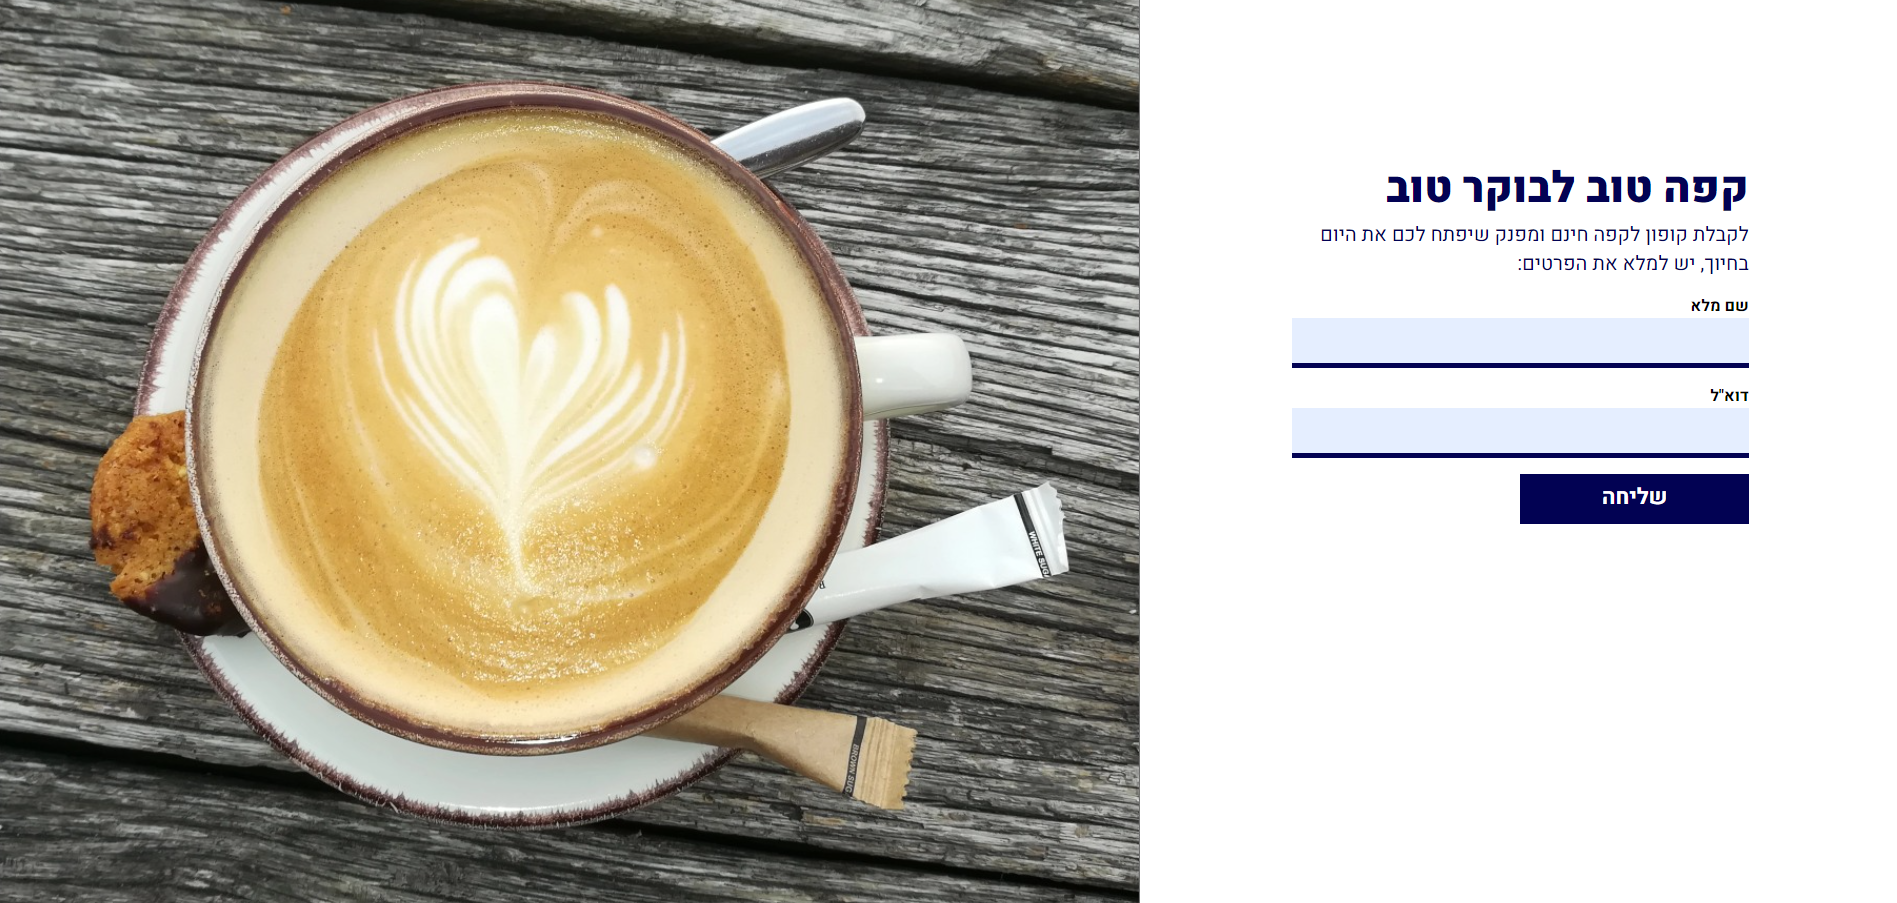 קפה טוב לבוקר טוב
לקבלת קופון לקפה חינם ומפנק שיפתח לכם את היום
בחיוך, יש למלא את הפרטים:
שם מלא
דוא"ל
שליחה
WHITE SUG
BROWN SUG